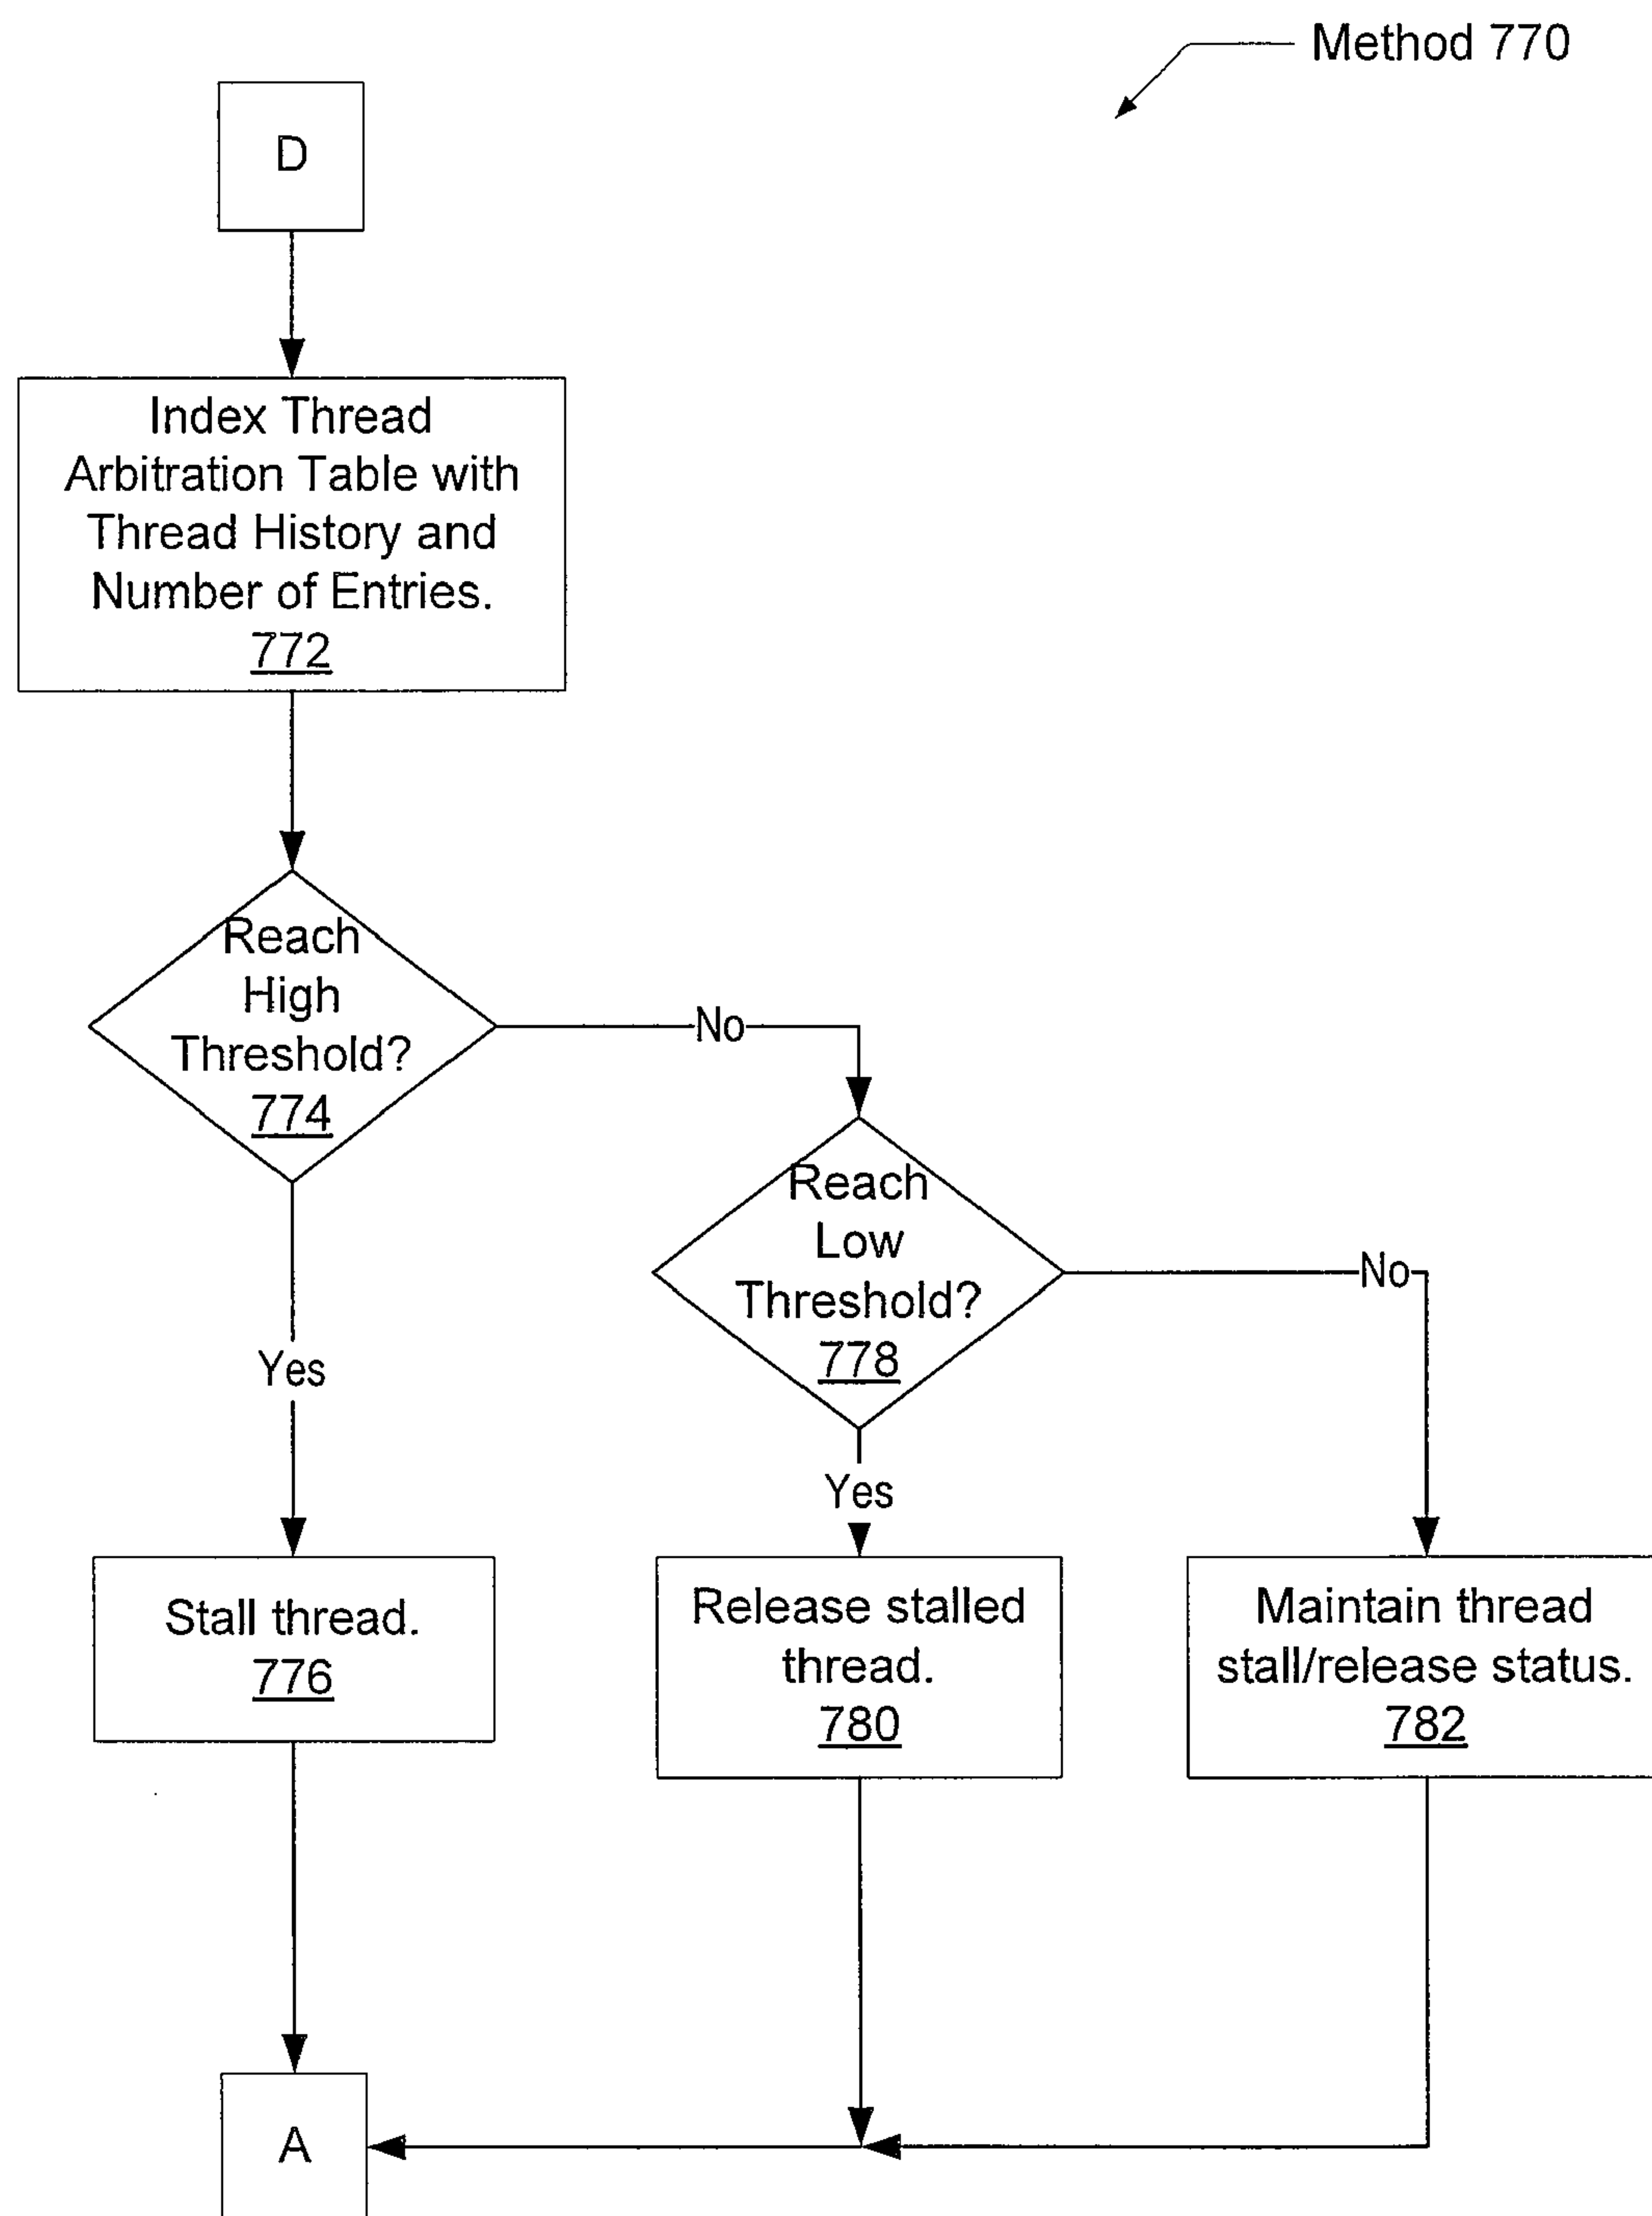 Method 770
D
Index Thread
Arbitration Table with
Thread History and
Number of Entries.
772
Reach
High
Threshold?
774
No
Reach
Low
Threshold?
778
No
Yes
Yes
Stall thread.
776
Release stalled
thread.
780
Maintain thread
stall/release status.
782
A